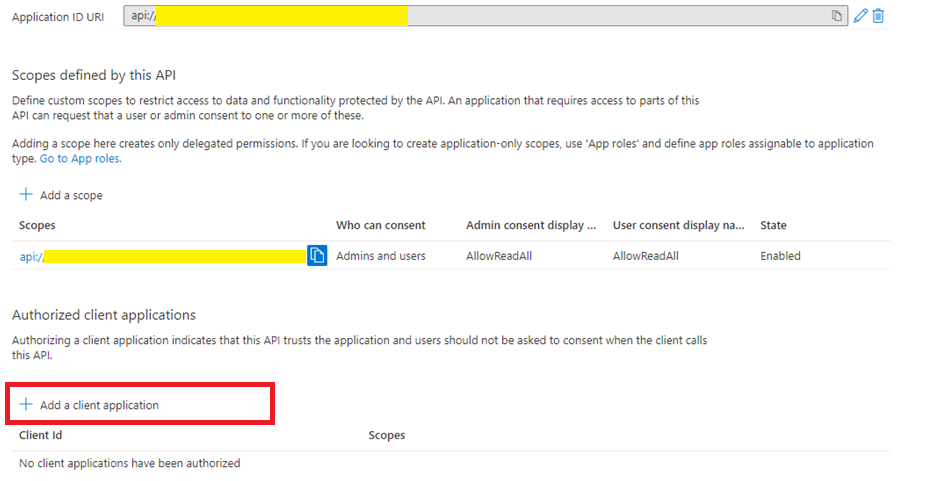 Application ID URI api://
Scopes defined by this API
Define custom scopes to restrict access to data and functionality protected by the API. An application that requires access to parts of this
API can request that a user or admin consent to one or more of these.
Adding a scope here creates only delegated permissions. If you are looking to create application-only scopes, use 'App roles' and define app roles assignable to application
type. Go to App roles.
Add a scope
Scopes Who can consent Admin consent display ... User consent display na... State
api:// Admins and users AllowReadAll AllowReadAll Enabled
Authorized client applications
Authorizing a client application indicates that this API trusts the application and users should not be asked to consent when the client calls
this API.
Add a client application
Client Id Scopes
No client applications have been authorized